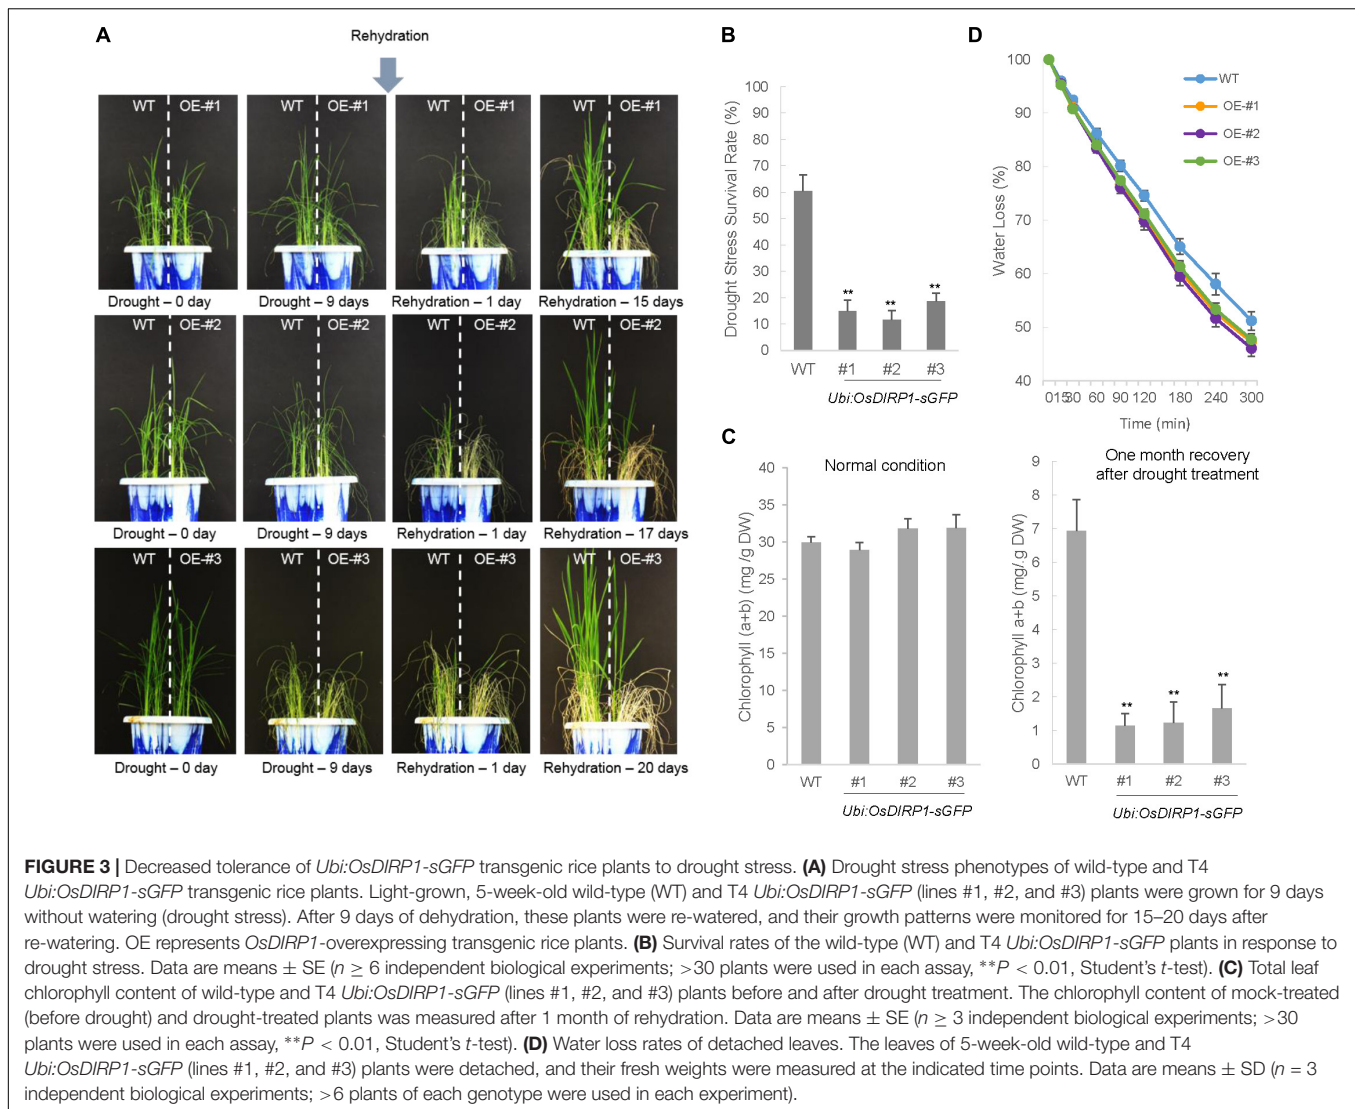 A
Rehydration
WT OE-#1 WT OE-#1 WT OE-#1 WT OE-#1
Drought – 0 day Drought – 9 days Rehydration – 1 day Rehydration – 15 days
WT OE-#2 WT OE-#2 WT OE-#2 WT OE-#2
Drought – 0 day Drought – 9 days Rehydration – 1 day Rehydration – 17 days
WT OE-#3 WT OE-#3 WT OE-#3 WT OE-#3
Drought – 0 day Drought – 9 days Rehydration – 1 day Rehydration – 20 days
B
Drought Stress Survival Rate (%)
100
90
80
70
60
50
40
30
20
10
0
** ** **
WT #1 #2 #3
Ubi:OsDIRP1-sGFP
C
Normal condition
Chlorophyll (a+b) (mg /g DW)
40
35
30
25
20
15
10
5
0
WT #1 #2 #3
Ubi:OsDIRP1-sGFP
One month recovery
after drought treatment
Chlorophyll a+b (mg/.g DW)
9
8
7
6
5
4
3
2
1
0
** ** **
WT #1 #2 #3
Ubi:OsDIRP1-sGFP
D
Water Loss (%)
100
90
80
70
60
50
40
WT
OE-#1
OE-#2
OE-#3
0 15 30 60 90 120 180 240 300
Time (min)
FIGURE 3 | Decreased tolerance of Ubi:OsDIRP1-sGFP transgenic rice plants to drought stress. (A) Drought stress phenotypes of wild-type and T4
Ubi:OsDIRP1-sGFP transgenic rice plants. Light-grown, 5-week-old wild-type (WT) and T4 Ubi:OsDIRP1-sGFP (lines #1, #2, and #3) plants were grown for 9 days
without watering (drought stress). After 9 days of dehydration, these plants were re-watered, and their growth patterns were monitored for 15–20 days after
re-watering. OE represents OsDIRP1-overexpressing transgenic rice plants. (B) Survival rates of the wild-type (WT) and T4 Ubi:OsDIRP1-sGFP plants in response to
drought stress. Data are means ± SE (n ≥ 6 independent biological experiments; >30 plants were used in each assay, **P < 0.01, Student's t-test). (C) Total leaf
chlorophyll content of wild-type and T4 Ubi:OsDIRP1-sGFP (lines #1, #2, and #3) plants before and after drought treatment. The chlorophyll content of mock-treated
(before drought) and drought-treated plants was measured after 1 month of rehydration. Data are means ± SE (n ≥ 3 independent biological experiments; >30
plants were used in each assay, **P < 0.01, Student's t-test). (D) Water loss rates of detached leaves. The leaves of 5-week-old wild-type and T4
Ubi:OsDIRP1-sGFP (lines #1, #2, and #3) plants were detached, and their fresh weights were measured at the indicated time points. Data are means ± SD (n = 3
independent biological experiments; >6 plants of each genotype were used in each experiment).